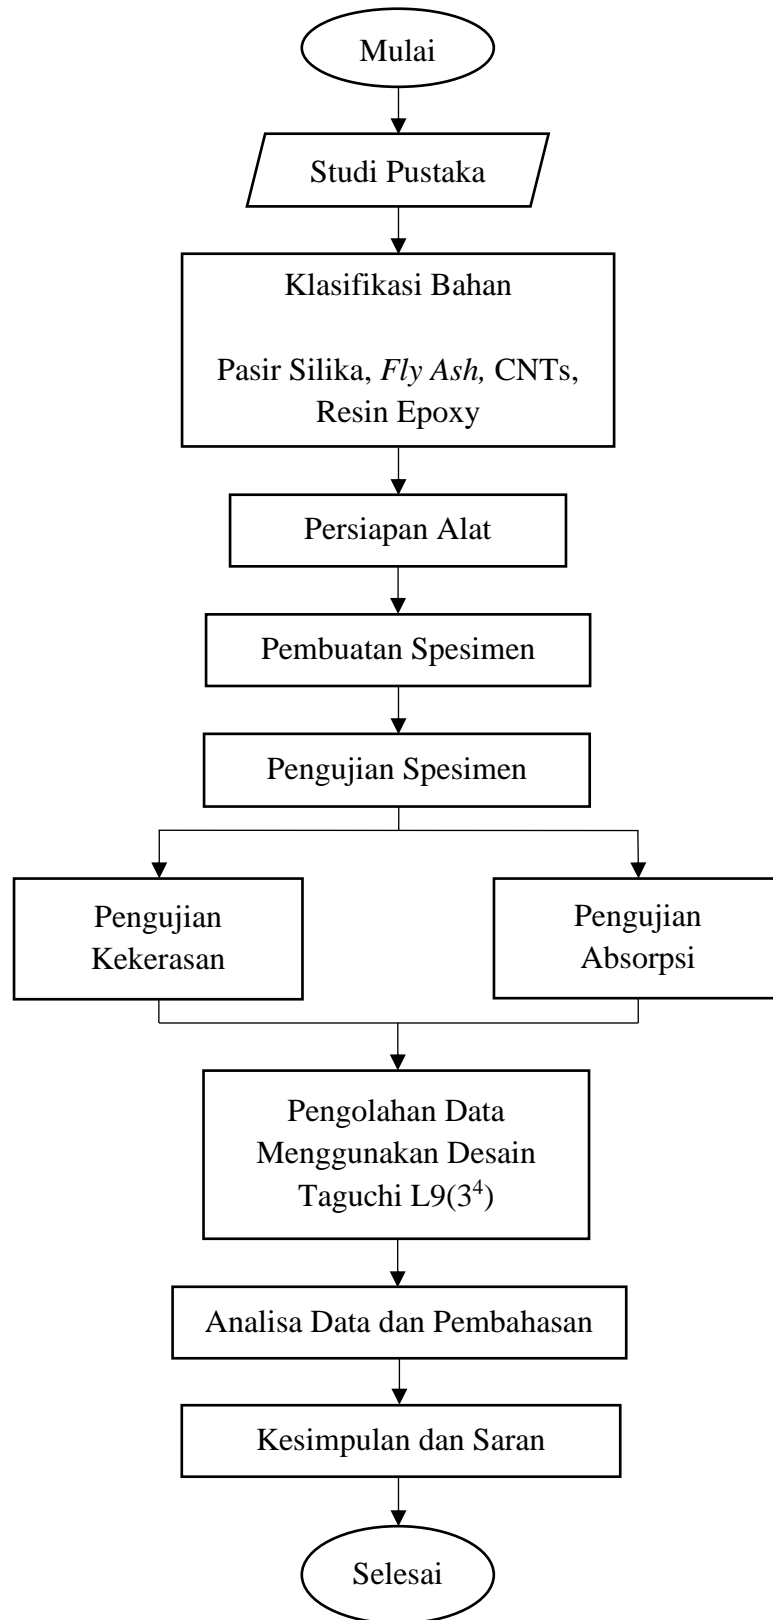 Mulai
Studi Pustaka
Klasifikasi Bahan
Pasir Silika, Fly Ash, CNTs,
Resin Epoxy
Persiapan Alat
Pembuatan Spesimen
Pengujian Spesimen
Pengujian
Kekerasan
Pengujian
Absorpsi
Pengolahan Data
Menggunakan Desain
Taguchi L9(3⁴)
Analisa Data dan Pembahasan
Kesimpulan dan Saran
Selesai